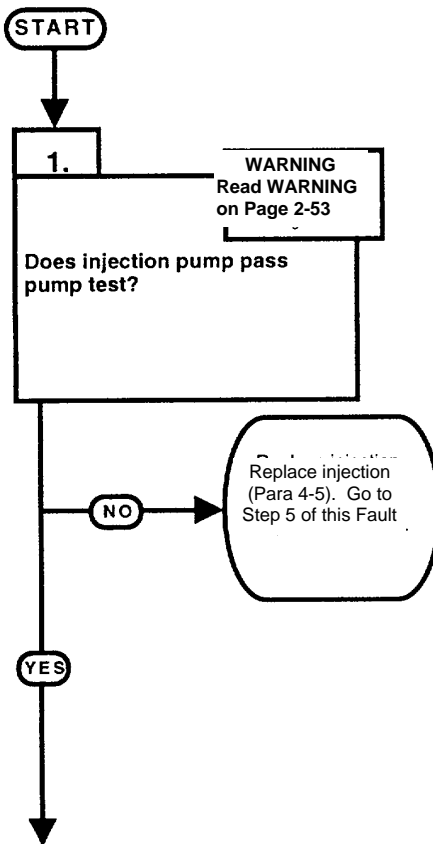 START
1.
WARNING
Read WARNING
on Page 2-53
Does injection pump pass
pump test?
NO
Replace injection
(Para 4-5). Go to
Step 5 of this Fault
YES